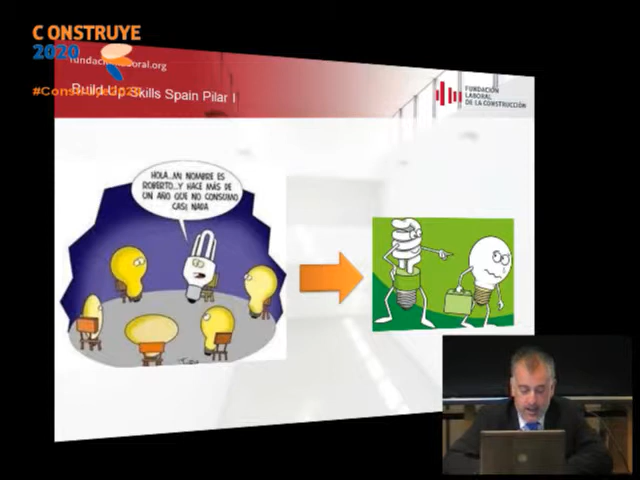 CONSTRUYE
2020
fundacionlaboral.org
#Construye2020
Build Up Skills Spain Pilar I
FUNDACIÓN
LABORAL
DE LA CONSTRUCCIÓN
HOLA...MI NOMBRE ES
ROBERTO...Y HACE MÁS DE
UN AÑO QUE NO CONSUMO
CASI NADA